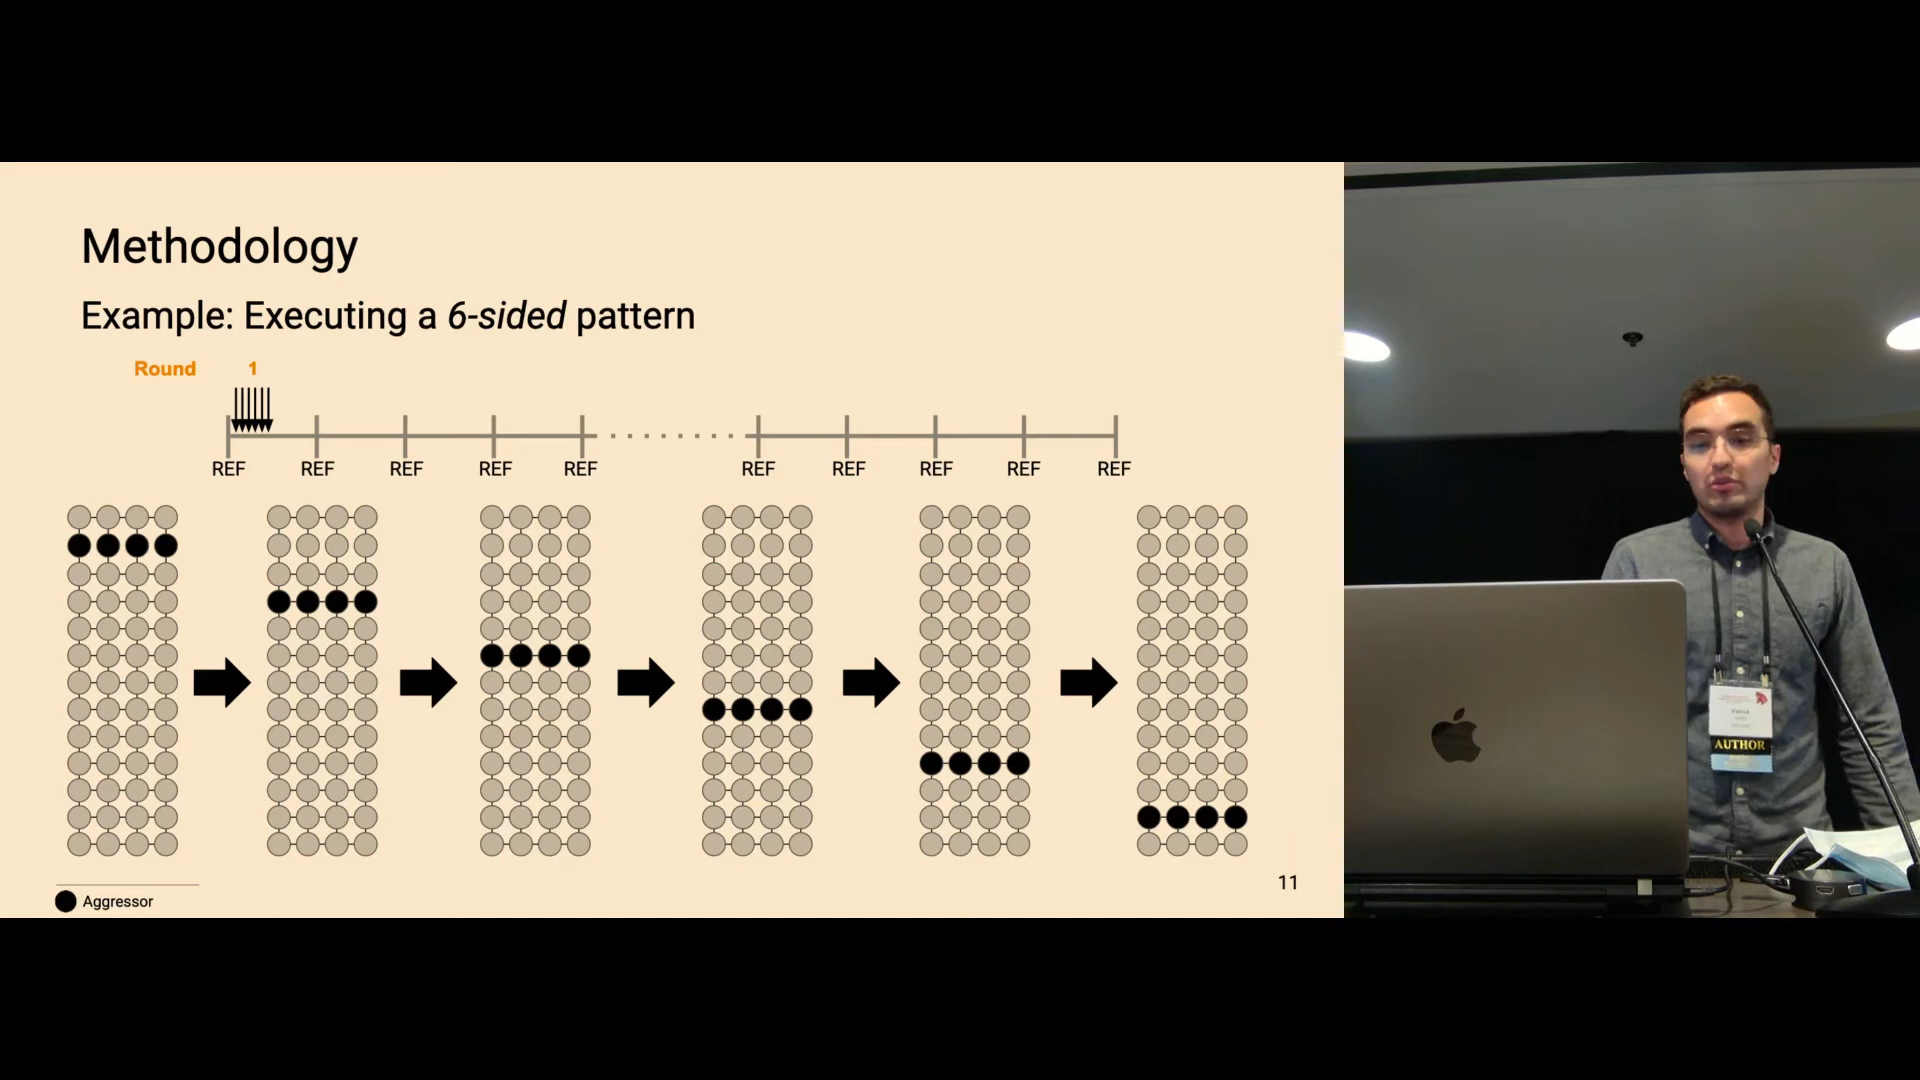 Methodology
Example: Executing a 6-sided pattern
Round 1
REF REF REF REF REF REF REF REF REF REF
Aggressor
11
AUTHOR